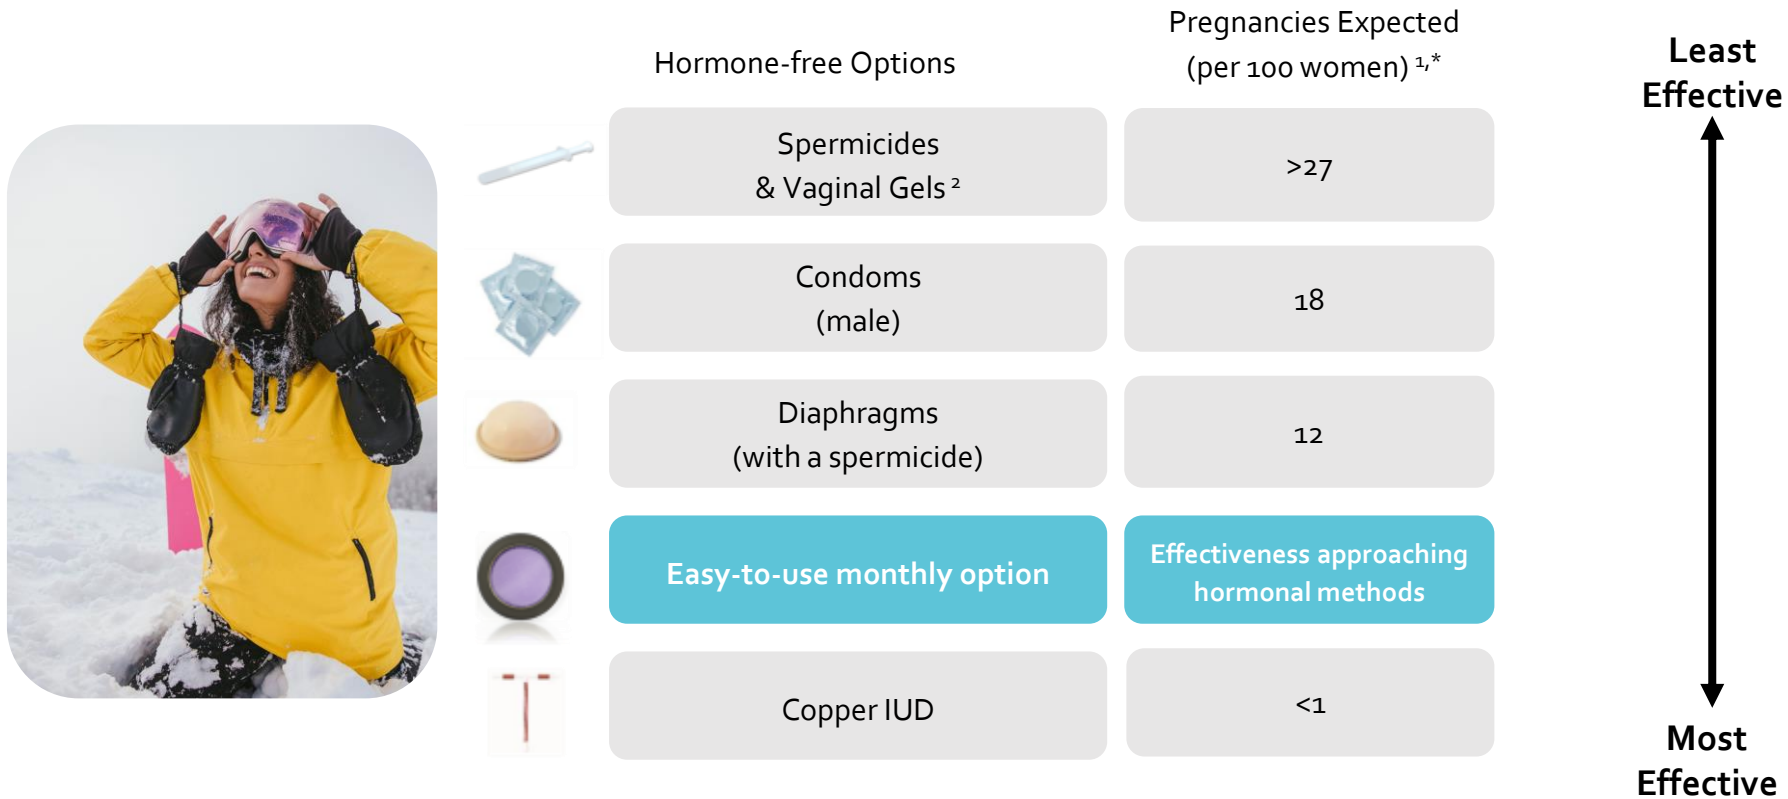 Hormone-free Options
Pregnancies Expected
(per 100 women) 1,*
Least
Effective
Spermicides
& Vaginal Gels 2
>27
Condoms
(male)
18
Diaphragms
(with a spermicide)
12
Easy-to-use monthly option
Effectiveness approaching
hormonal methods
Copper IUD
<1
Most
Effective